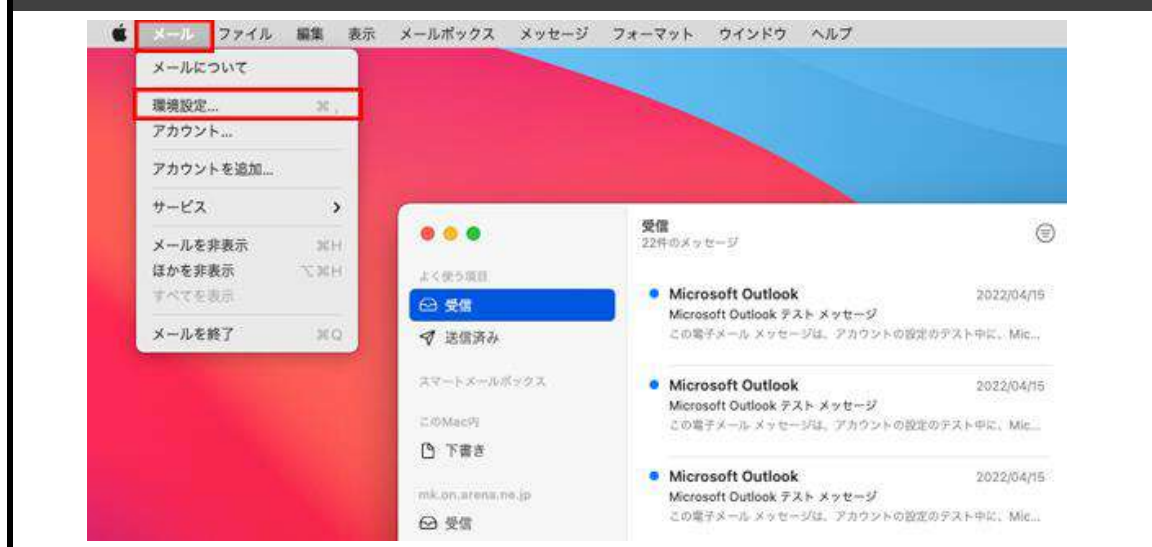 メール ファイル 編集 表示 メールボックス メッセージ フォーマット ウインドウ ヘルプ
メールについて
環境設定... ⌘ ,
アカウント...
アカウントを追加...
サービス
メールを非表示 ⌘H
ほかを非表示 ⌥⌘H
すべてを表示
メールを終了 ⌘Q
よく使う項目
受信
送信済み
スマートメールボックス
このMac内
下書き
mk.on.arena.ne.jp
受信
受信
22件のメッセージ
Microsoft Outlook 2022/04/15
Microsoft Outlook テスト メッセージ
この電子メール メッセージは、アカウントの設定のテスト中に、Mic...
Microsoft Outlook 2022/04/15
Microsoft Outlook テスト メッセージ
この電子メール メッセージは、アカウントの設定のテスト中に、Mic...
Microsoft Outlook 2022/04/15
Microsoft Outlook テスト メッセージ
この電子メール メッセージは、アカウントの設定のテスト中に、Mic...